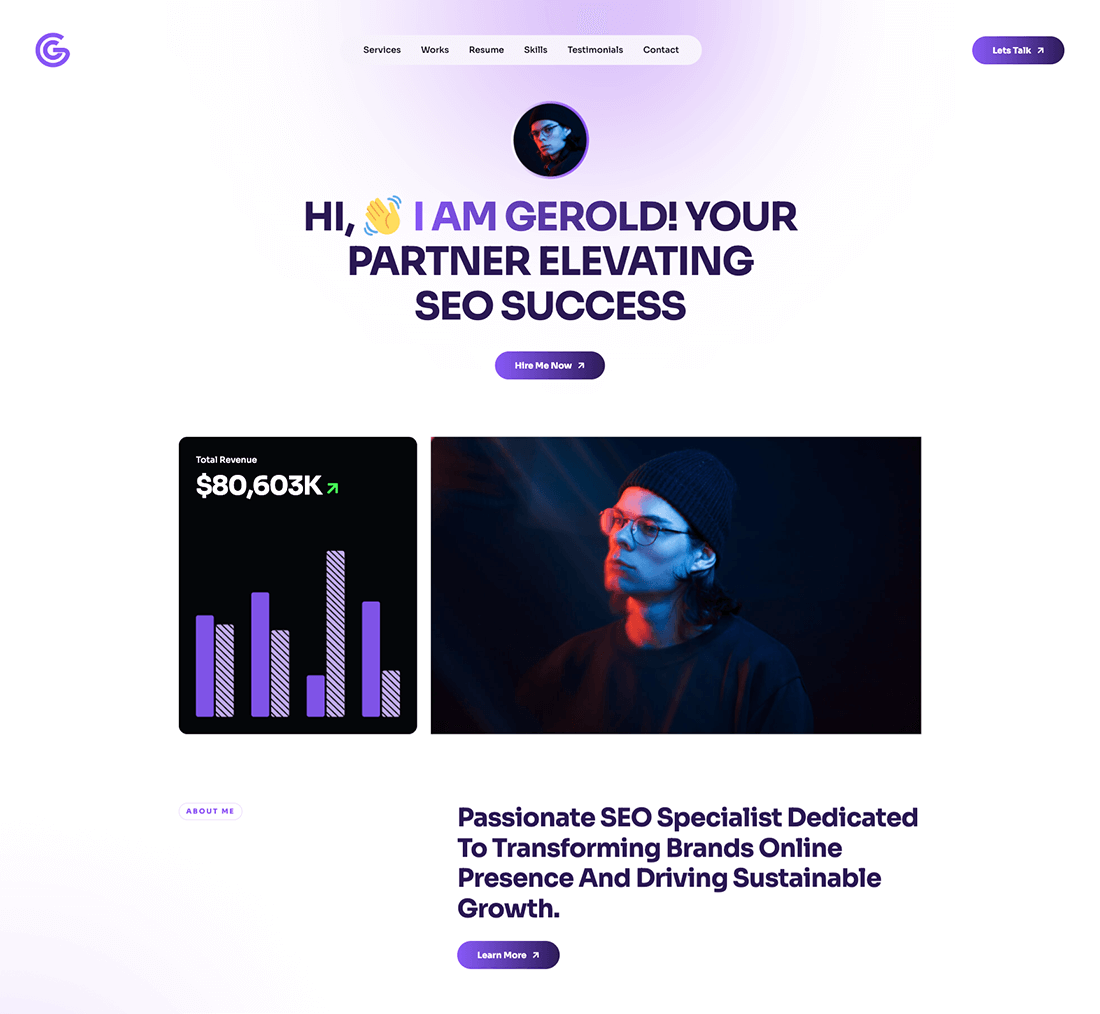 Services Works Resume Skills Testimonials Contact
Lets Talk
HI, 👋 I AM GEROLD! YOUR
PARTNER ELEVATING
SEO SUCCESS
Hire Me Now
Total Revenue
$80,603K
ABOUT ME
Passionate SEO Specialist Dedicated
To Transforming Brands Online
Presence And Driving Sustainable
Growth.
Learn More